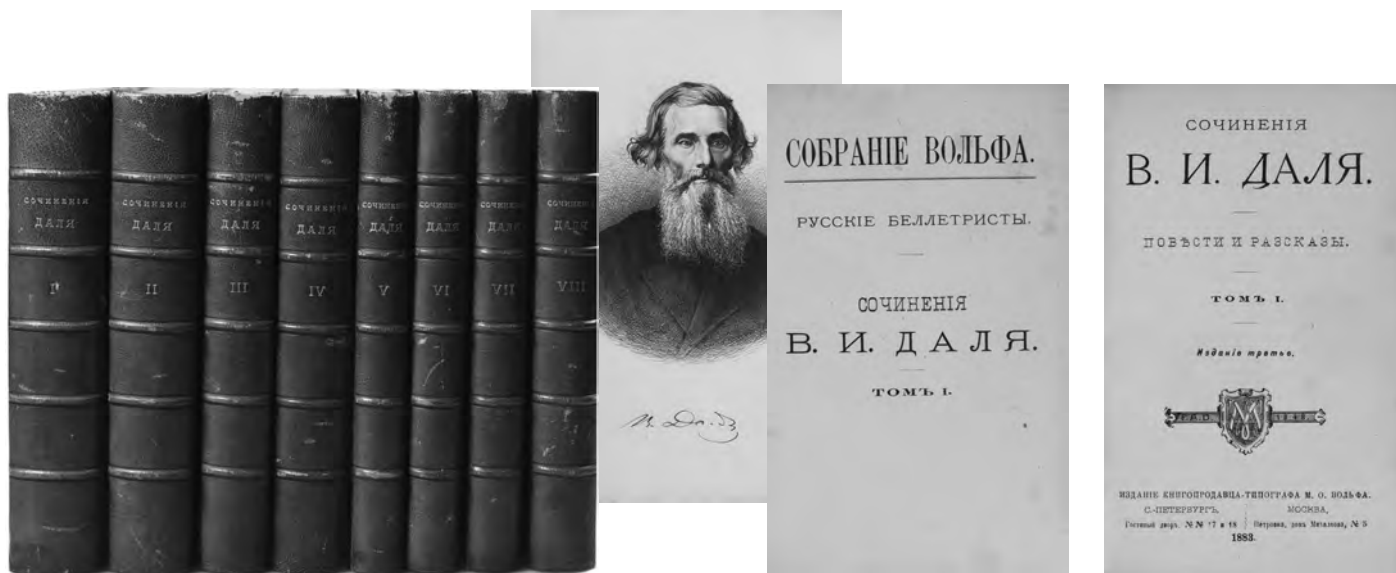 СОЧИНЕНІЯ
ДАЛЯ
I
СОЧИНЕНІЯ
ДАЛЯ
II
СОЧИНЕНІЯ
ДАЛЯ
III
СОЧИНЕНІЯ
ДАЛЯ
IV
СОЧИНЕНІЯ
ДАЛЯ
V
СОЧИНЕНІЯ
ДАЛЯ
VI
СОЧИНЕНІЯ
ДАЛЯ
VII
СОЧИНЕНІЯ
ДАЛЯ
VIII
В. Даль
СОБРАНІЕ ВОЛЬФА.
РУССКІЕ БЕЛЛЕТРИСТЫ.
СОЧИНЕНІЯ
В. И. ДАЛЯ.
ТОМЪ I.
СОЧИНЕНІЯ
В. И. ДАЛЯ.
ПОВѢСТИ И РАЗСКАЗЫ.
ТОМЪ I.
Изданіе третье.
ИЗДАНІЕ КНИГОПРОДАВЦА-ТИПОГРАФА М. О. ВОЛЬФА.
С.-ПЕТЕРБУРГЪ, МОСКВА,
Гостиный дворъ, №№ 17 и 18 Петровка, домъ Михалкова, № 5
1883.